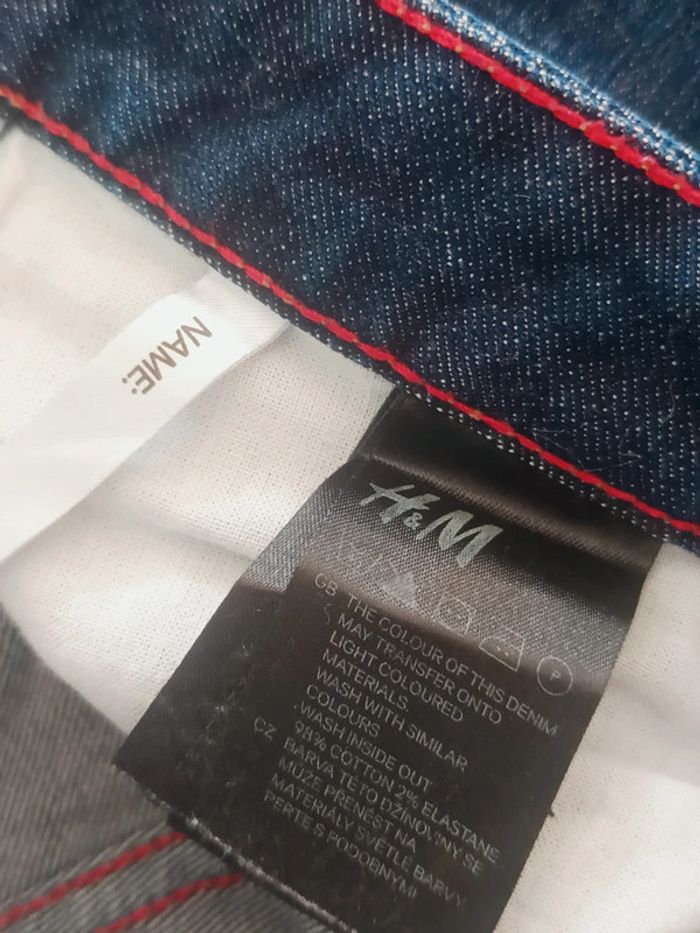 NAME:
H&M
P
GB THE COLOUR OF THIS DENIM
MAY TRANSFER ONTO
LIGHT COLOURED
MATERIALS.
WASH WITH SIMILAR
COLOURS
-WASH INSIDE OUT
98% COTTON 2% ELASTANE
CZ BARVA TÉTO DŽÍNOVINY SE
MŮŽE PŘENÉST NA
MATERIÁLY SVĚTLÉ BARVY.
PERTE S PODOBNÝMI